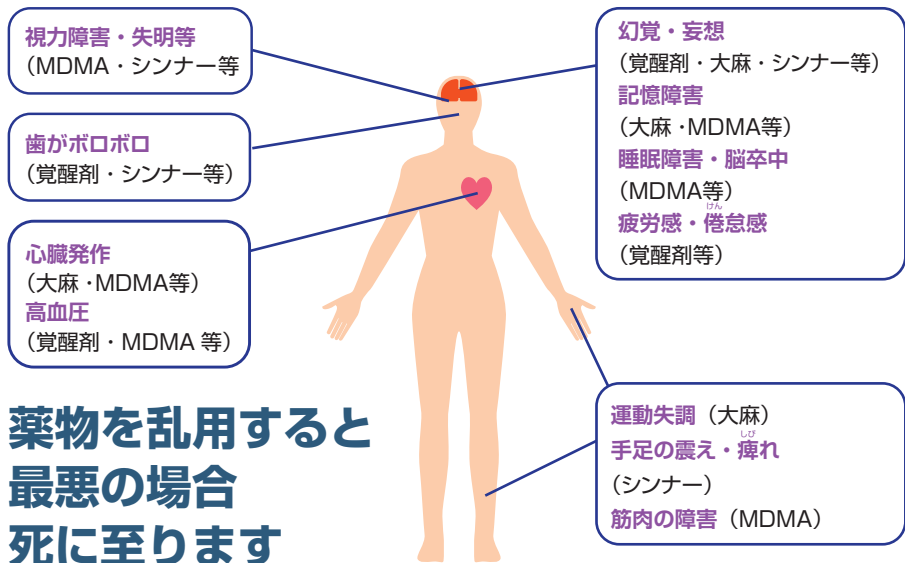 視力障害・失明等
（MDMA・シンナー等
歯がボロボロ
（覚醒剤・シンナー等）
心臓発作
（大麻・MDMA等）
高血圧
（覚醒剤・MDMA 等）
薬物を乱用すると
最悪の場合
死に至ります
幻覚・妄想
（覚醒剤・大麻・シンナー等）
記憶障害
（大麻・MDMA等）
睡眠障害・脳卒中
（MDMA等）
けん
疲労感・倦怠感
（覚醒剤等）
運動失調（大麻）
しび
手足の震え・痺れ
（シンナー）
筋肉の障害（MDMA）